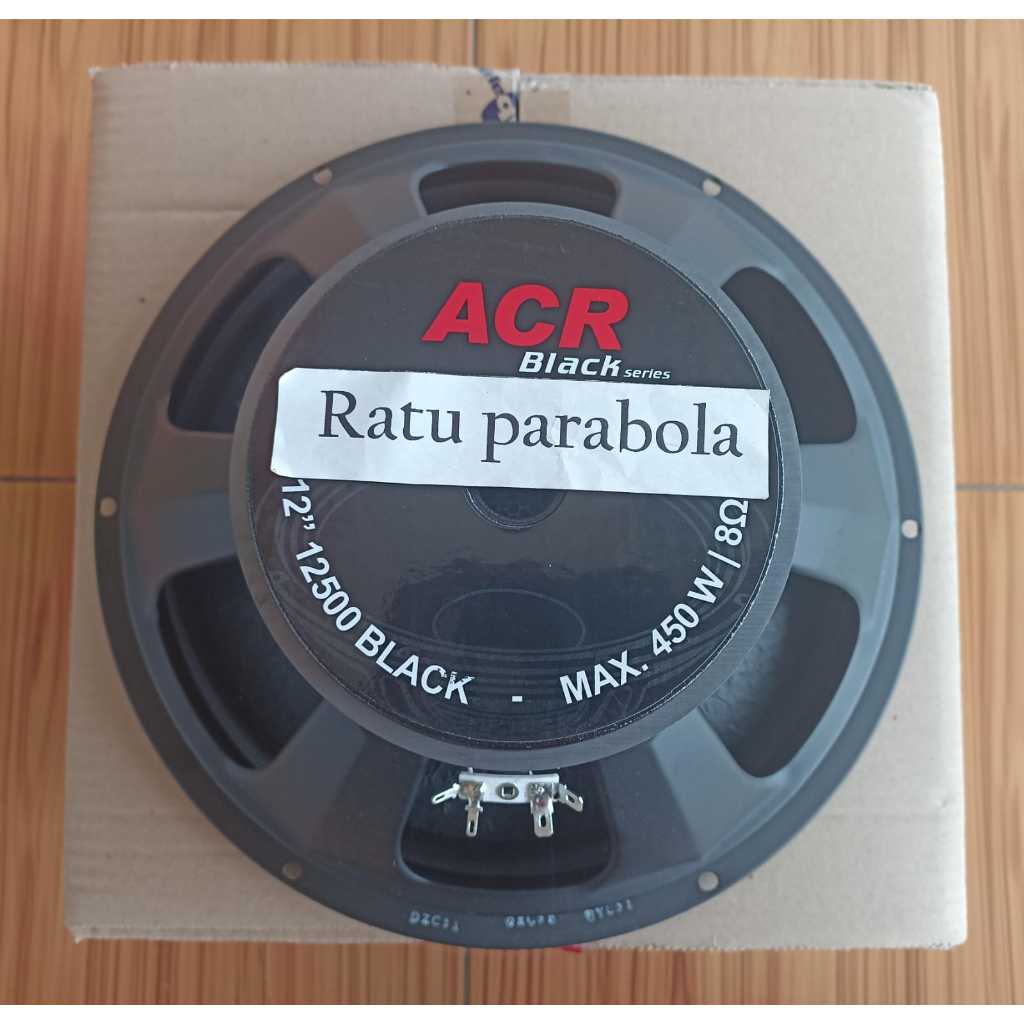 ACR
Black series
Ratu parabola
12” 12500 BLACK - MAX. 450 W / 8Ω